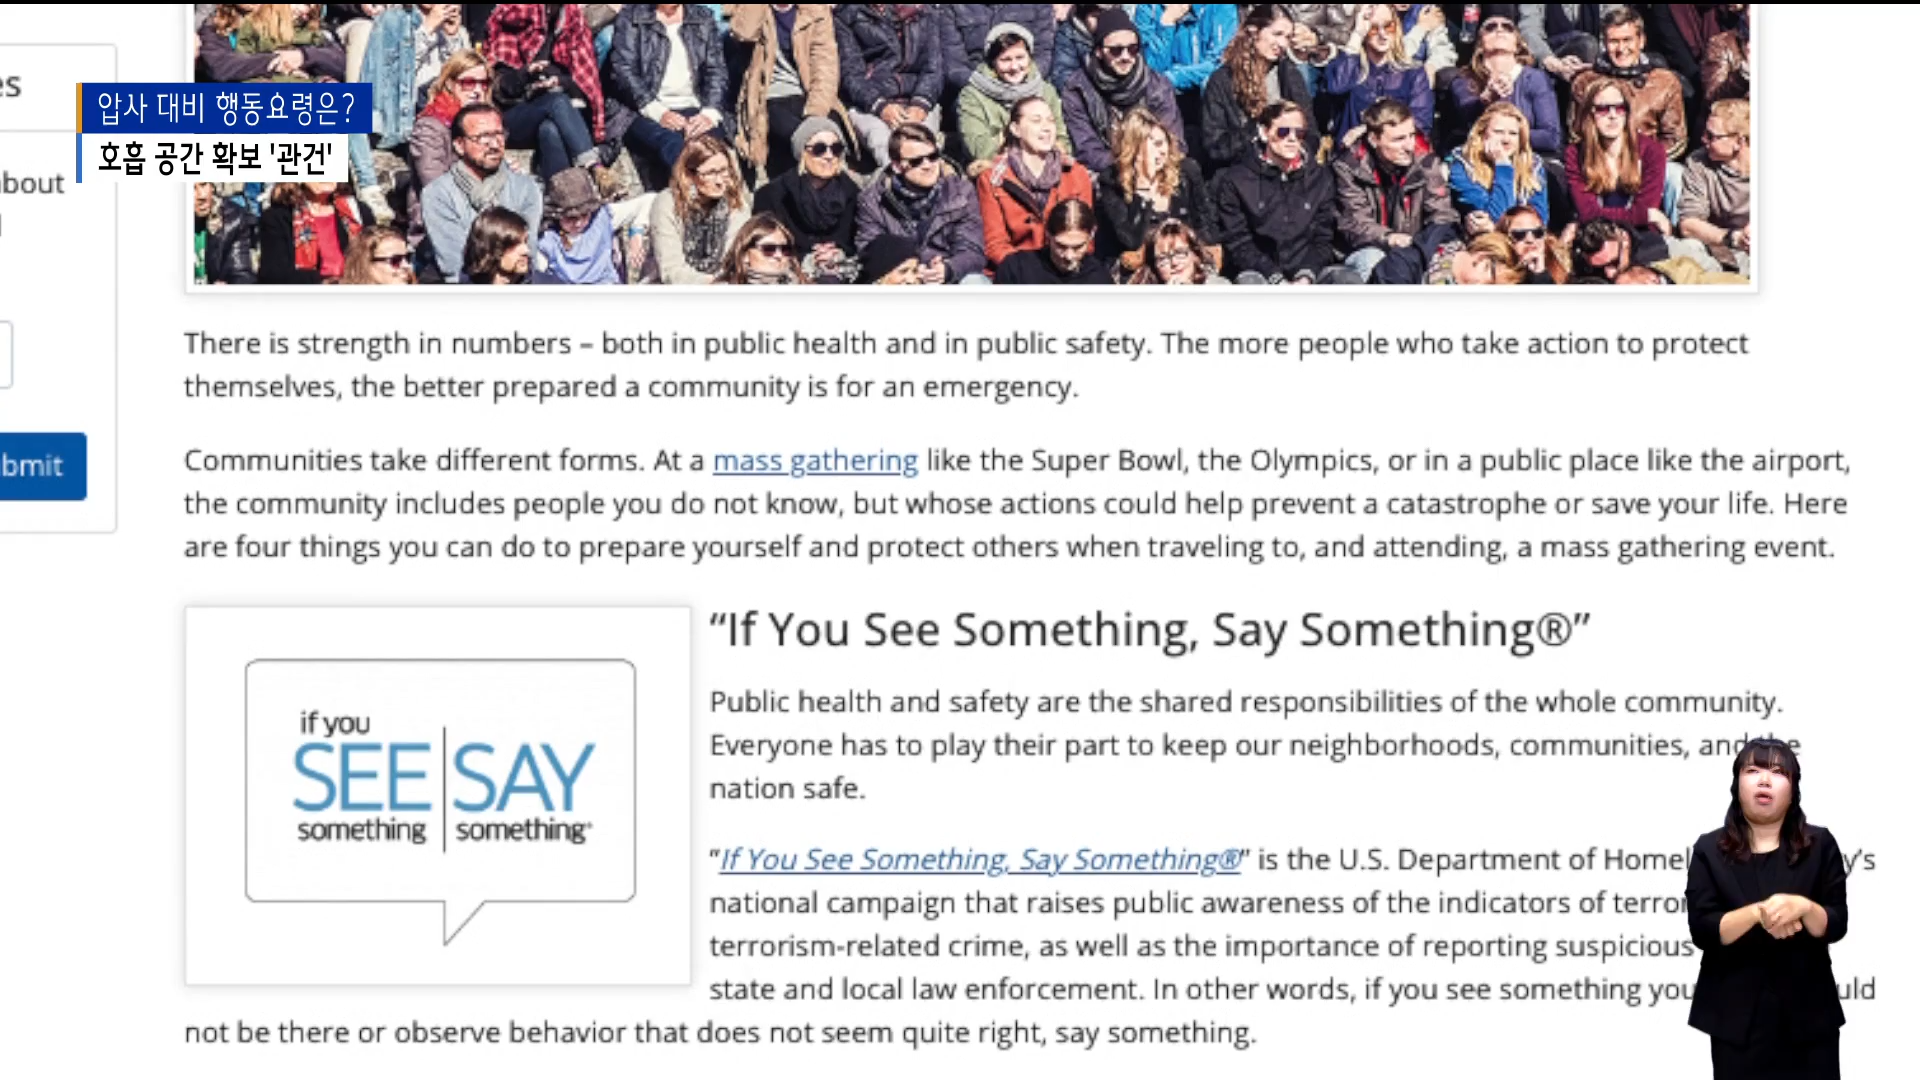 es
압사 대비 행동요령은?
호흡 공간 확보 '관건'
about
There is strength in numbers – both in public health and in public safety. The more people who take action to protect
themselves, the better prepared a community is for an emergency.
bmit
Communities take different forms. At a mass gathering like the Super Bowl, the Olympics, or in a public place like the airport,
the community includes people you do not know, but whose actions could help prevent a catastrophe or save your life. Here
are four things you can do to prepare yourself and protect others when traveling to, and attending, a mass gathering event.
if you
SEE SAY
something something
“If You See Something, Say Something®”
Public health and safety are the shared responsibilities of the whole community.
Everyone has to play their part to keep our neighborhoods, communities, and the
nation safe.
“If You See Something, Say Something®” is the U.S. Department of Homel y’s
national campaign that raises public awareness of the indicators of terror
terrorism-related crime, as well as the importance of reporting suspicious
state and local law enforcement. In other words, if you see something you uld
not be there or observe behavior that does not seem quite right, say something.